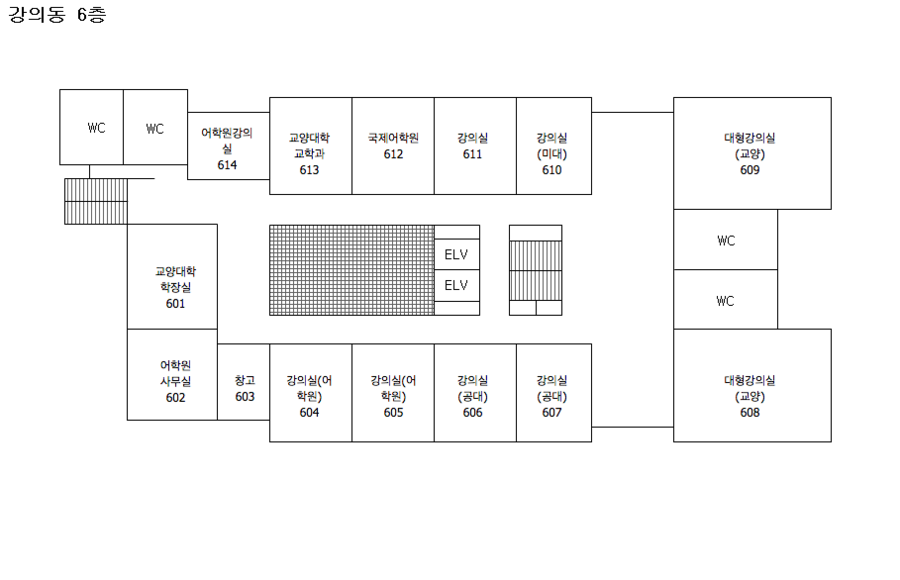 강의동 6층
WC
WC
어학원강의
실
614
교양대학
교학과
613
국제어학원
612
강의실
611
강의실
(미대)
610
대형강의실
(교양)
609
WC
WC
ELV
ELV
교양대학
학장실
601
어학원
사무실
602
창고
603
강의실(어
학원)
604
강의실(어
학원)
605
강의실
(공대)
606
강의실
(공대)
607
대형강의실
(교양)
608